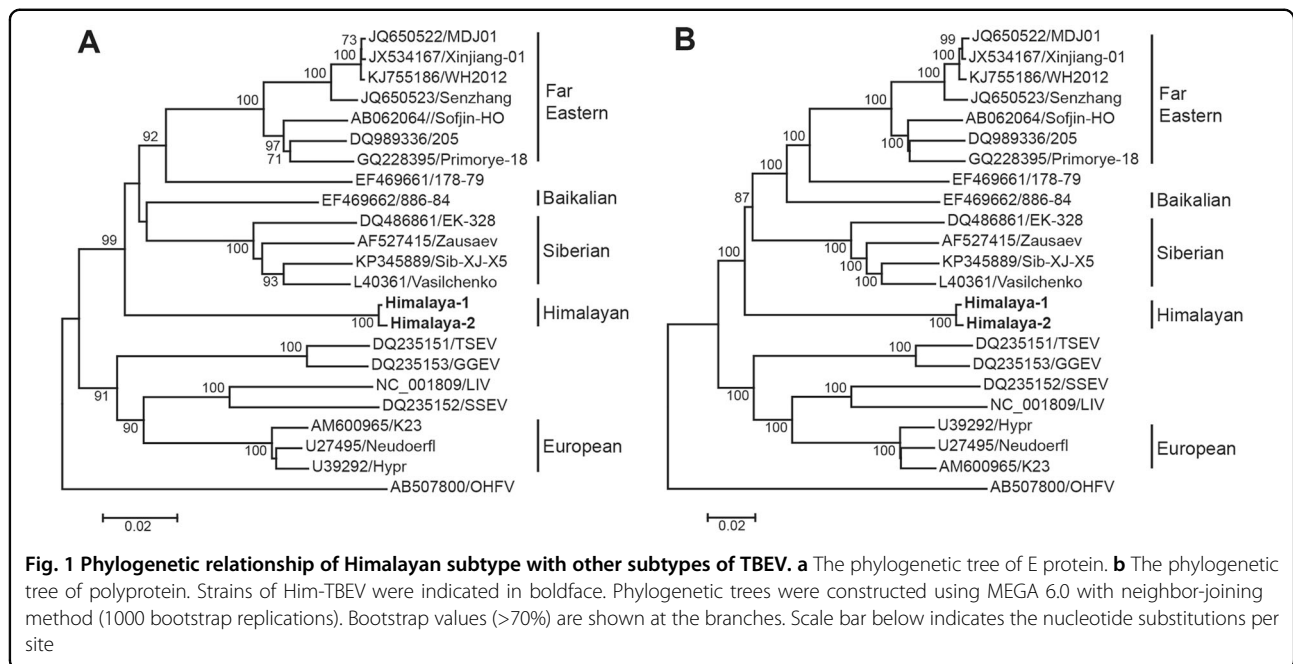 A
73
JQ650522/MDJ01
100
JX534167/Xinjiang-01
100
KJ755186/WH2012
100
JQ650523/Senzhang
AB062064//Sofjin-HO
97
DQ989336/205
71
GQ228395/Primorye-18
92
EF469661/178-79
EF469662/886-84
DQ486861/EK-328
100
AF527415/Zausaev
KP345889/Sib-XJ-X5
93
L40361/Vasilchenko
99
Himalaya-1
100
Himalaya-2
100
DQ235151/TSEV
DQ235153/GGEV
91
100
NC_001809/LIV
DQ235152/SSEV
90
AM600965/K23
100
U27495/Neudoerfl
U39292/Hypr
AB507800/OHFV
0.02
Far
Eastern
Baikalian
Siberian
Himalayan
European
B
99
JQ650522/MDJ01
100
JX534167/Xinjiang-01
KJ755186/WH2012
100
JQ650523/Senzhang
AB062064/Sofjin-HO
100
DQ989336/205
GQ228395/Primorye-18
100
EF469661/178-79
100
EF469662/886-84
87
DQ486861/EK-328
100
AF527415/Zausaev
100
KP345889/Sib-XJ-X5
100
L40361/Vasilchenko
100
Himalaya-1
100
Himalaya-2
100
DQ235151/TSEV
DQ235153/GGEV
100
100
DQ235152/SSEV
NC_001809/LIV
100
U39292/Hypr
100
U27495/Neudoerfl
AM600965/K23
AB507800/OHFV
0.02
Far
Eastern
Baikalian
Siberian
Himalayan
European
Fig. 1 Phylogenetic relationship of Himalayan subtype with other subtypes of TBEV. a The phylogenetic tree of E protein. b The phylogenetic
tree of polyprotein. Strains of Him-TBEV were indicated in boldface. Phylogenetic trees were constructed using MEGA 6.0 with neighbor-joining
method (1000 bootstrap replications). Bootstrap values (>70%) are shown at the branches. Scale bar below indicates the nucleotide substitutions per
site